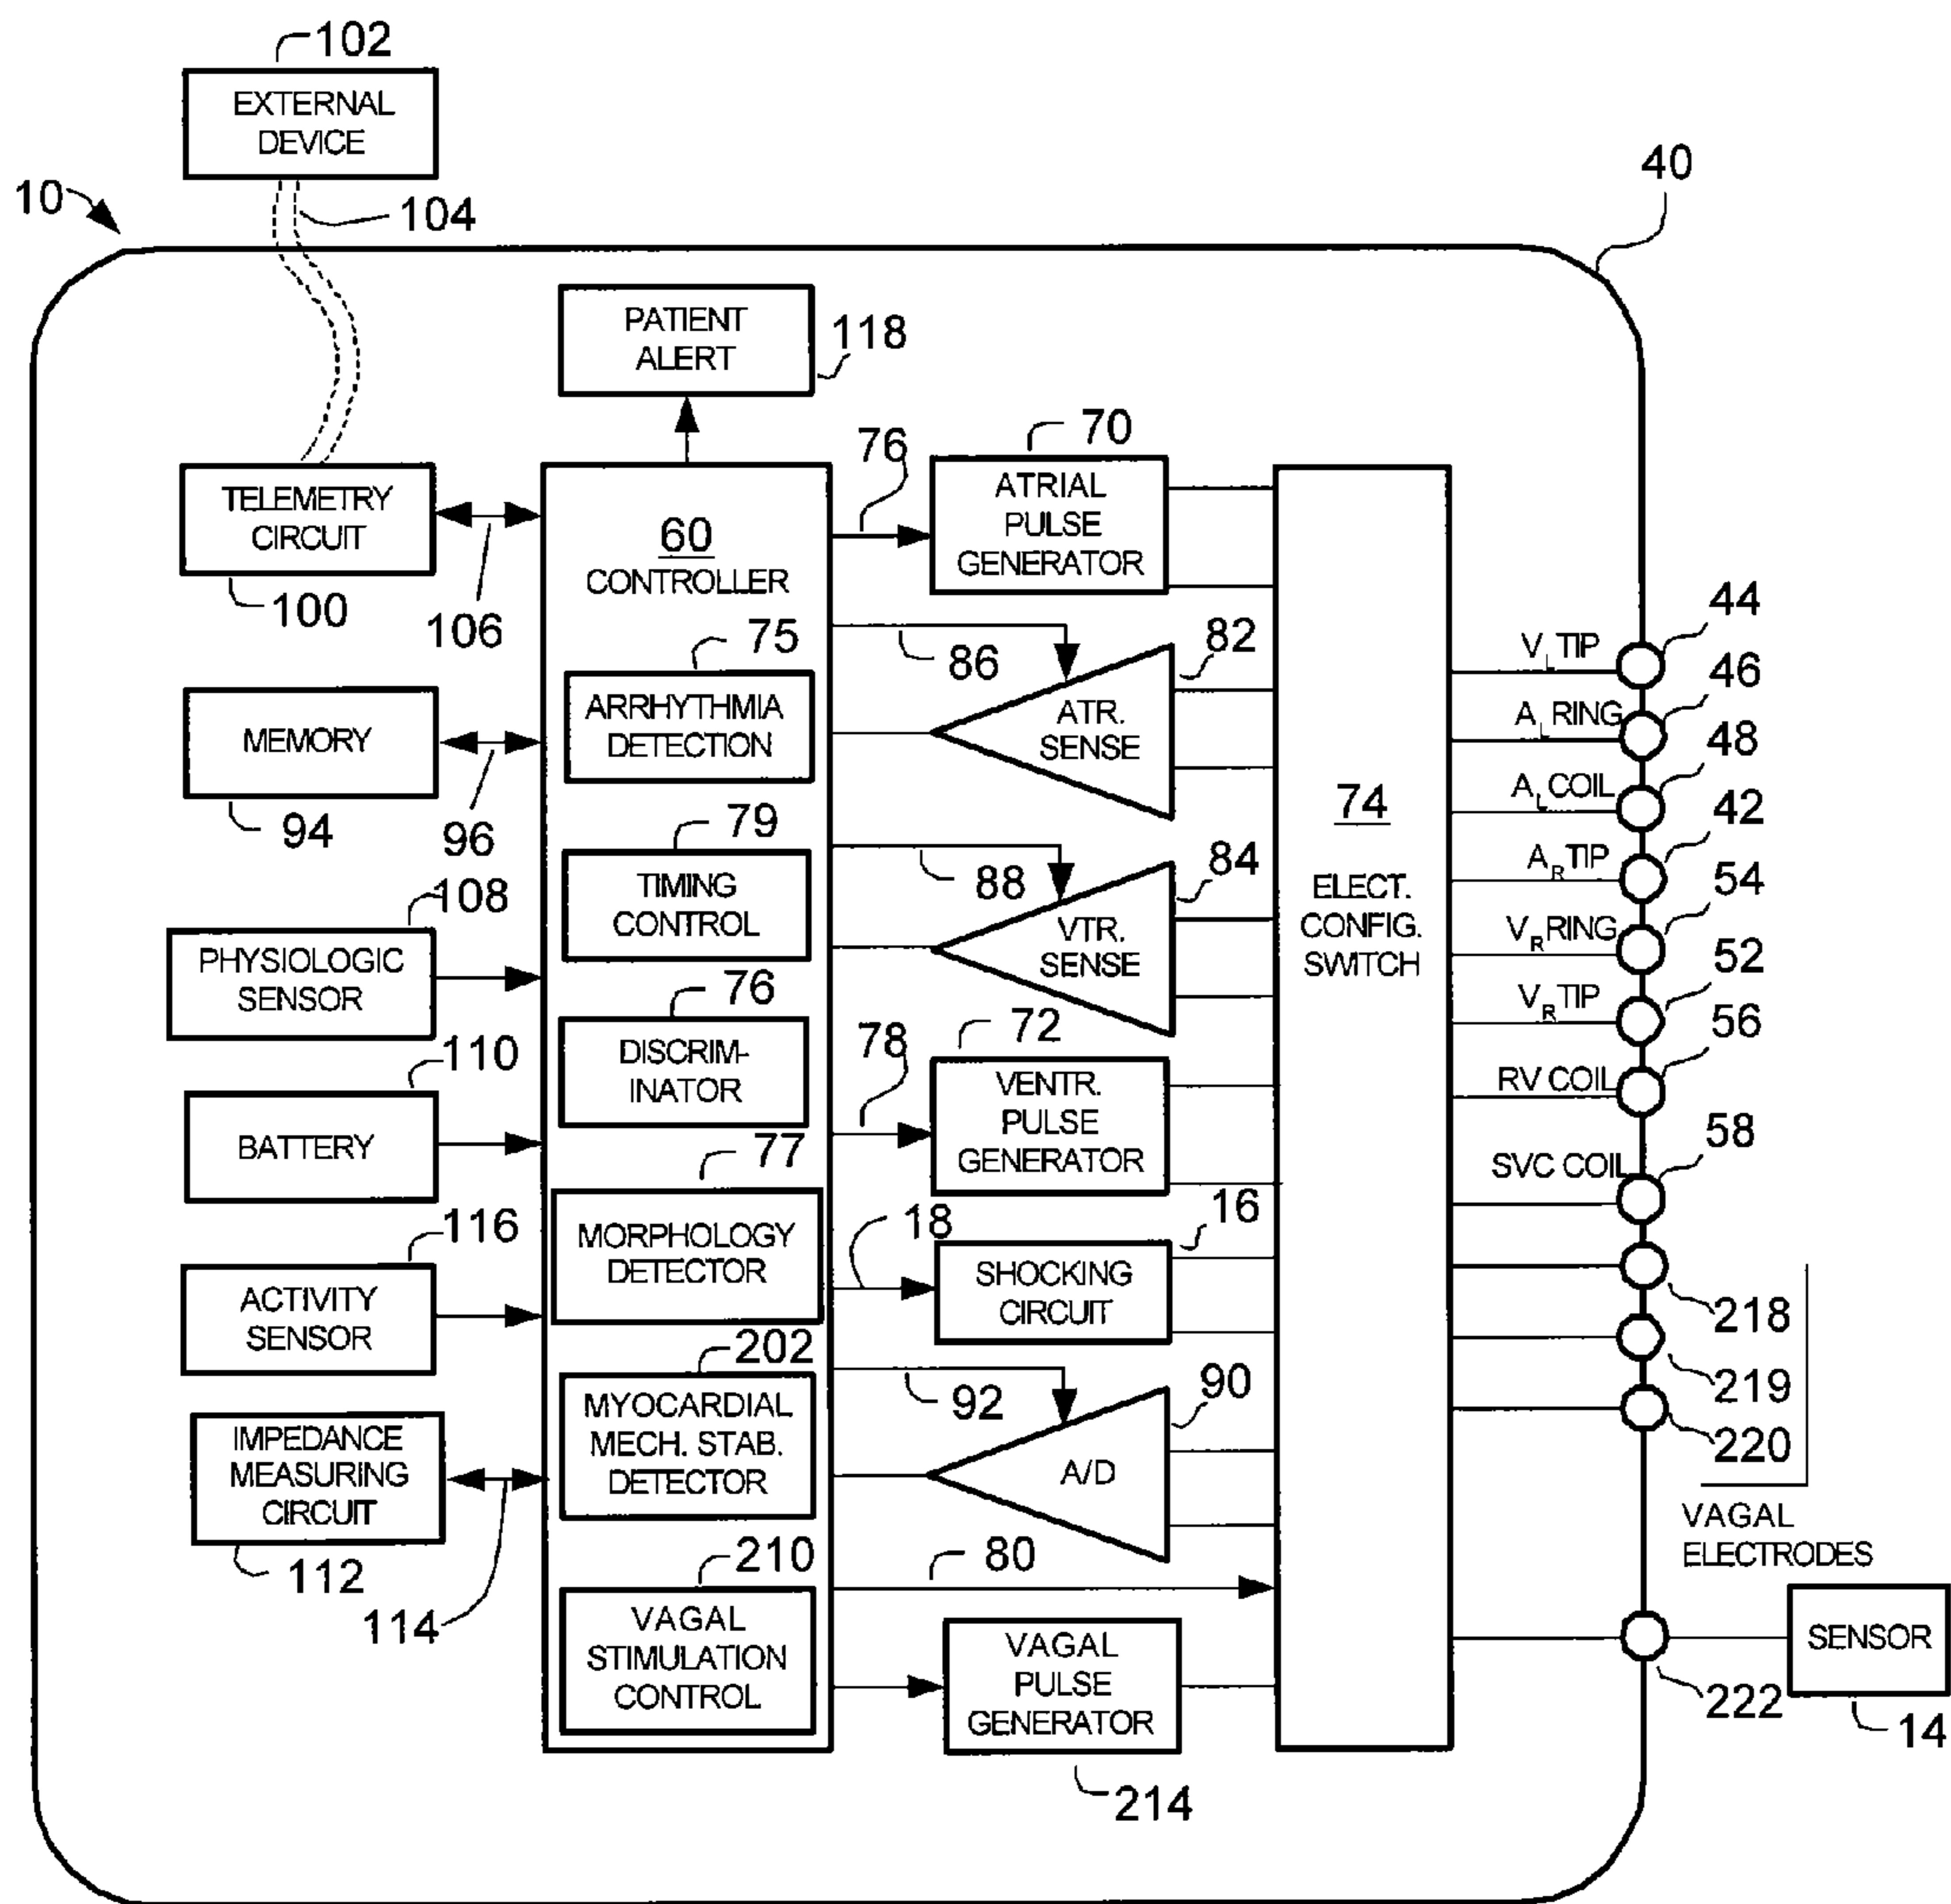 102
EXTERNAL
DEVICE
10
104
40
PATIENT
ALERT
118
TELEMETRY
CIRCUIT
100
106
60
CONTROLLER
76
70
ATRIAL
PULSE
GENERATOR
86
82
ATR.
SENSE
75
ARRHYTHMIA
DETECTION
MEMORY
94
96
79
TIMING
CONTROL
88
84
VTR.
SENSE
108
PHYSIOLOGIC
SENSOR
76
DISCRIM-
INATOR
78
72
VENTR.
PULSE
GENERATOR
110
BATTERY
77
MORPHOLOGY
DETECTOR
18
16
SHOCKING
CIRCUIT
116
ACTIVITY
SENSOR
202
MYOCARDIAL
MECH. STAB.
DETECTOR
92
90
A/D
IMPEDANCE
MEASURING
CIRCUIT
112
114
210
VAGAL
STIMULATION
CONTROL
80
VAGAL
PULSE
GENERATOR
214
74
ELECT.
CONFIG.
SWITCH
VL TIP
44
AL RING
46
AL COIL
48
AR TIP
42
VR RING
54
VR TIP
52
RV COIL
56
SVC COIL
58
218
219
220
VAGAL
ELECTRODES
SENSOR
222
14